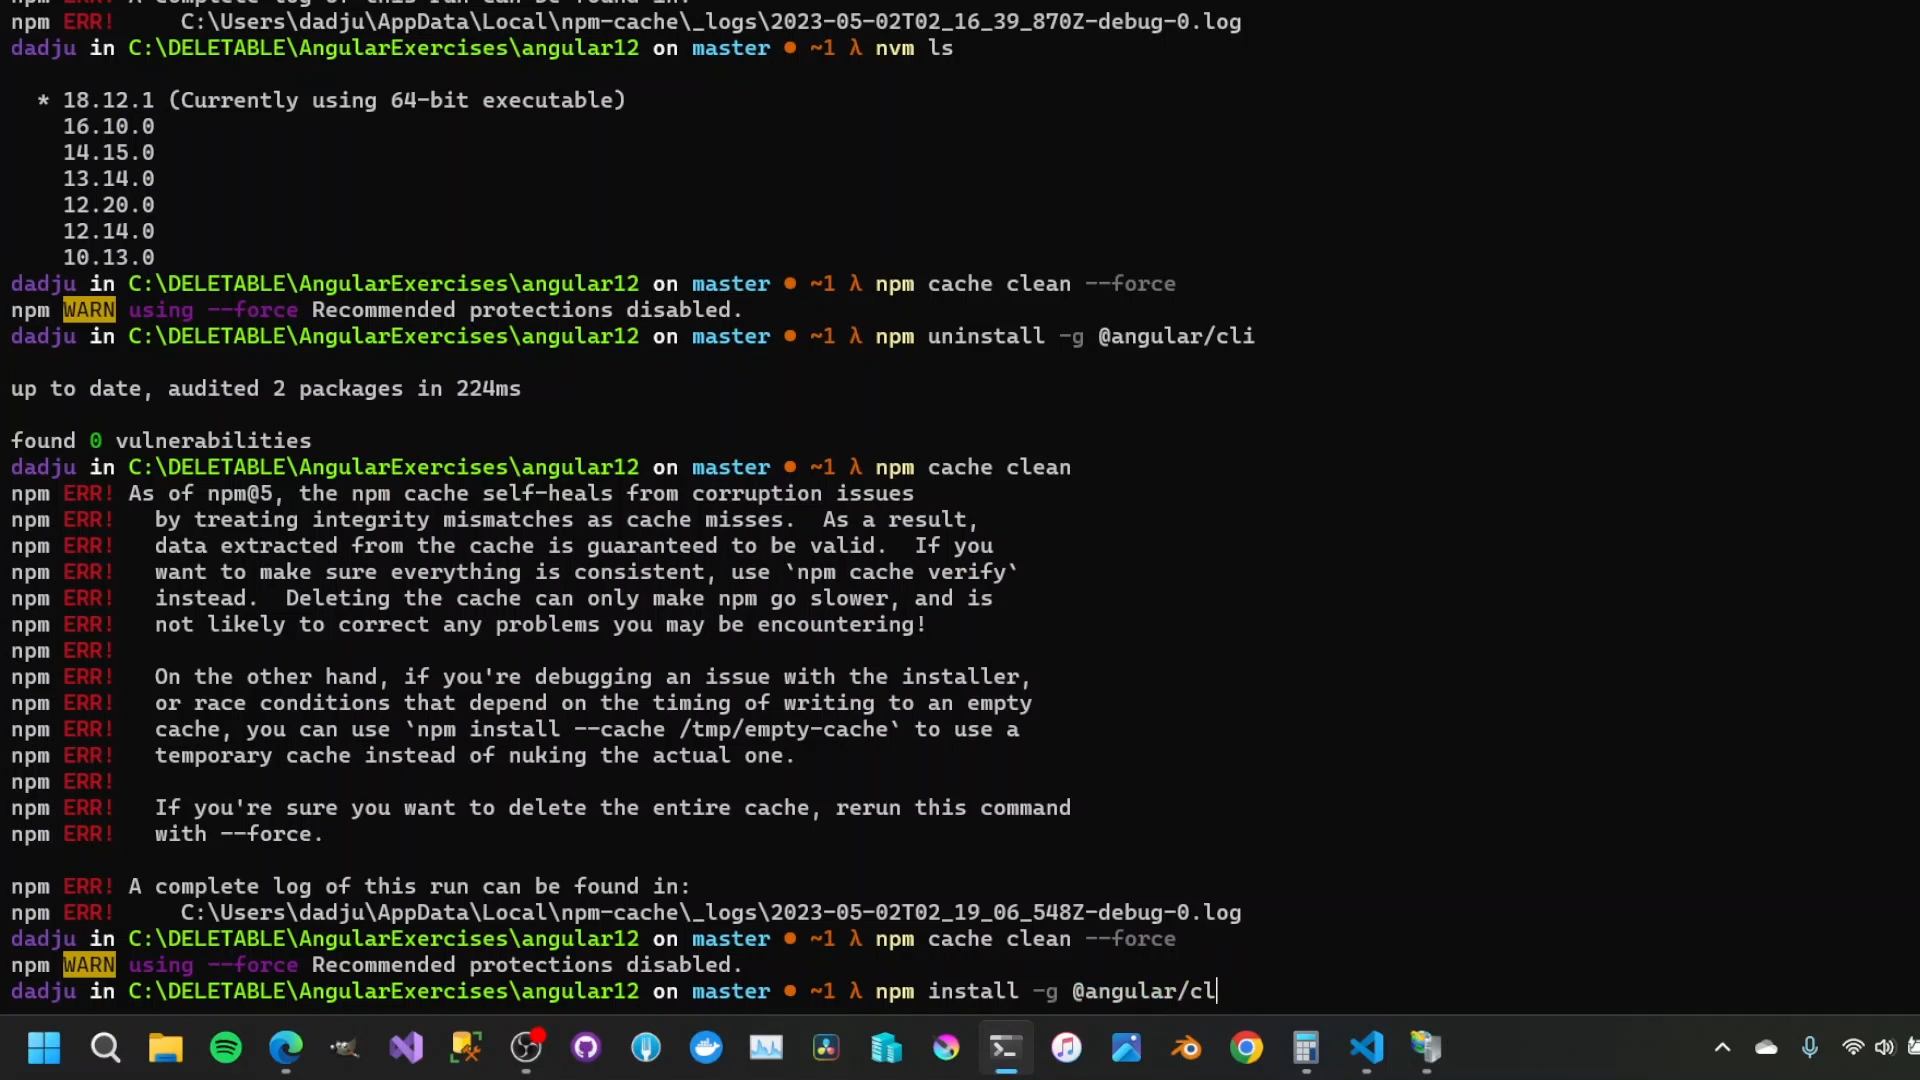 npm ERR! A complete log of this run can be found in:
npm ERR!     C:\Users\dadju\AppData\Local\npm-cache\_logs\2023-05-02T02_16_39_870Z-debug-0.log
dadju in C:\DELETABLE\AngularExercises\angular12 on master ● ~1 λ nvm ls
* 18.12.1 (Currently using 64-bit executable)
16.10.0
14.15.0
13.14.0
12.20.0
12.14.0
10.13.0
dadju in C:\DELETABLE\AngularExercises\angular12 on master ● ~1 λ npm cache clean --force
npm WARN using --force Recommended protections disabled.
dadju in C:\DELETABLE\AngularExercises\angular12 on master ● ~1 λ npm uninstall -g @angular/cli
up to date, audited 2 packages in 224ms
found 0 vulnerabilities
dadju in C:\DELETABLE\AngularExercises\angular12 on master ● ~1 λ npm cache clean
npm ERR! As of npm@5, the npm cache self-heals from corruption issues
npm ERR!   by treating integrity mismatches as cache misses.  As a result,
npm ERR!   data extracted from the cache is guaranteed to be valid.  If you
npm ERR!   want to make sure everything is consistent, use `npm cache verify`
npm ERR!   instead.  Deleting the cache can only make npm go slower, and is
npm ERR!   not likely to correct any problems you may be encountering!
npm ERR!
npm ERR!   On the other hand, if you're debugging an issue with the installer,
npm ERR!   or race conditions that depend on the timing of writing to an empty
npm ERR!   cache, you can use `npm install --cache /tmp/empty-cache` to use a
npm ERR!   temporary cache instead of nuking the actual one.
npm ERR!
npm ERR!   If you're sure you want to delete the entire cache, rerun this command
npm ERR!   with --force.
npm ERR! A complete log of this run can be found in:
npm ERR!     C:\Users\dadju\AppData\Local\npm-cache\_logs\2023-05-02T02_19_06_548Z-debug-0.log
dadju in C:\DELETABLE\AngularExercises\angular12 on master ● ~1 λ npm cache clean --force
npm WARN using --force Recommended protections disabled.
dadju in C:\DELETABLE\AngularExercises\angular12 on master ● ~1 λ npm install -g @angular/cl